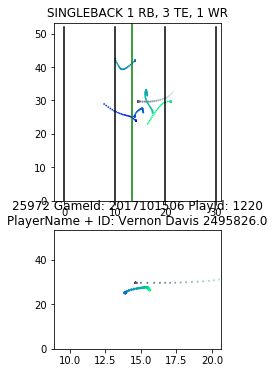 SINGLEBACK 1 RB, 3 TE, 1 WR
50
40
30
20
10
0
0 10 20 30
25972 GameId: 2017101506 PlayId: 1220
PlayerName + ID: Vernon Davis 2495826.0
40
20
0
10.0 12.5 15.0 17.5 20.0